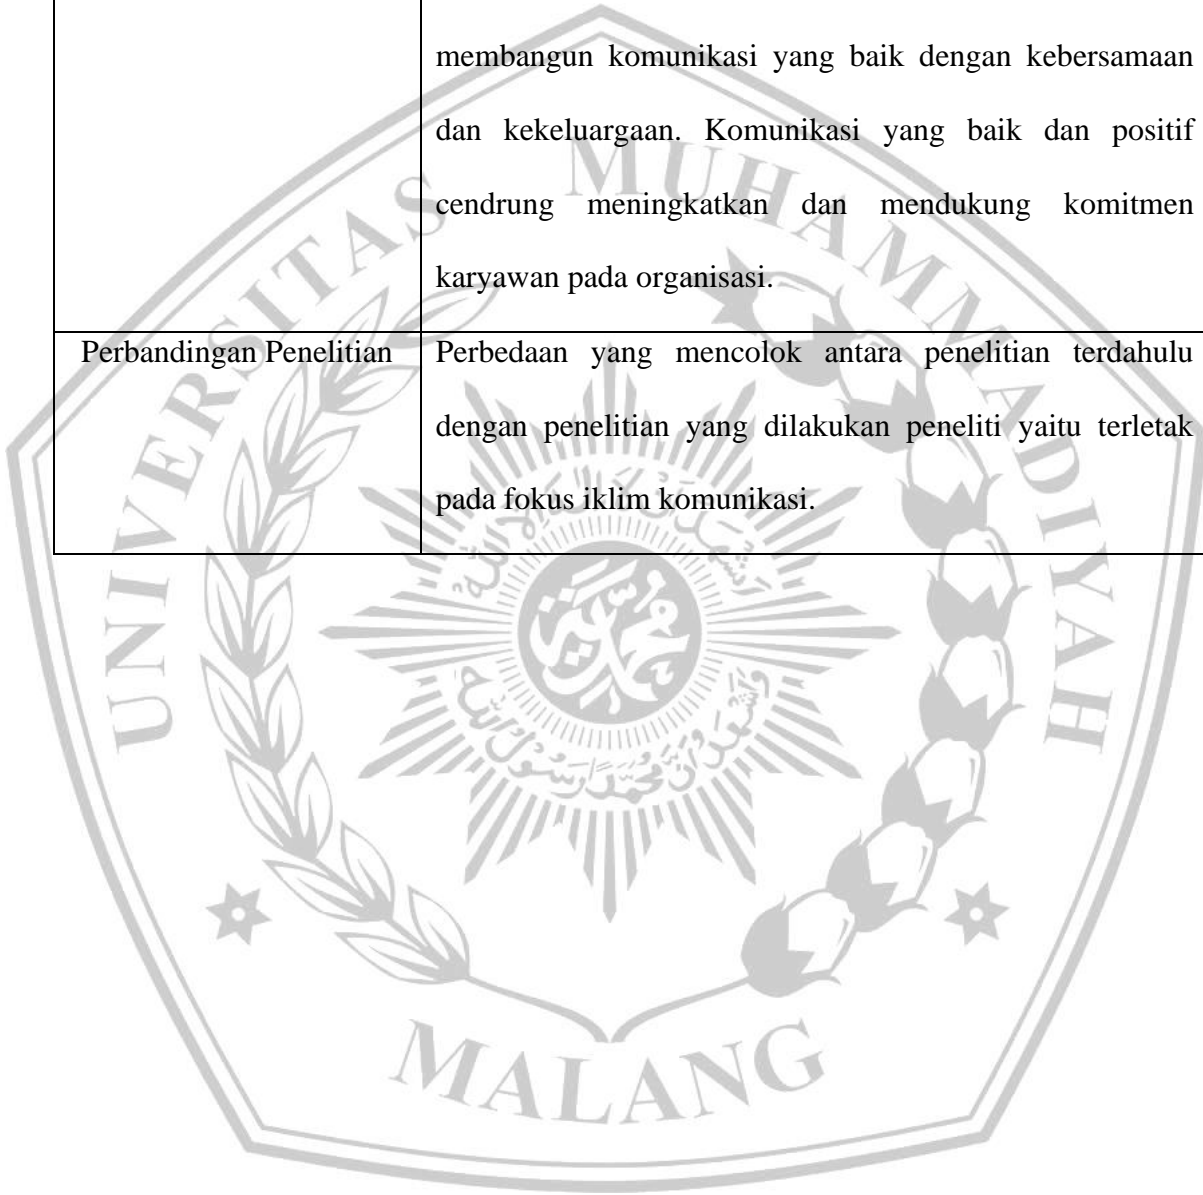 membangun komunikasi yang baik dengan kebersamaan
dan kekeluargaan. Komunikasi yang baik dan positif
cendrung meningkatkan dan mendukung komitmen
karyawan pada organisasi.
Perbandingan Penelitian
Perbedaan yang mencolok antara penelitian terdahulu
dengan penelitian yang dilakukan peneliti yaitu terletak
pada fokus iklim komunikasi.
UNIVERSITAS MUHAMMADIYAH
MALANG